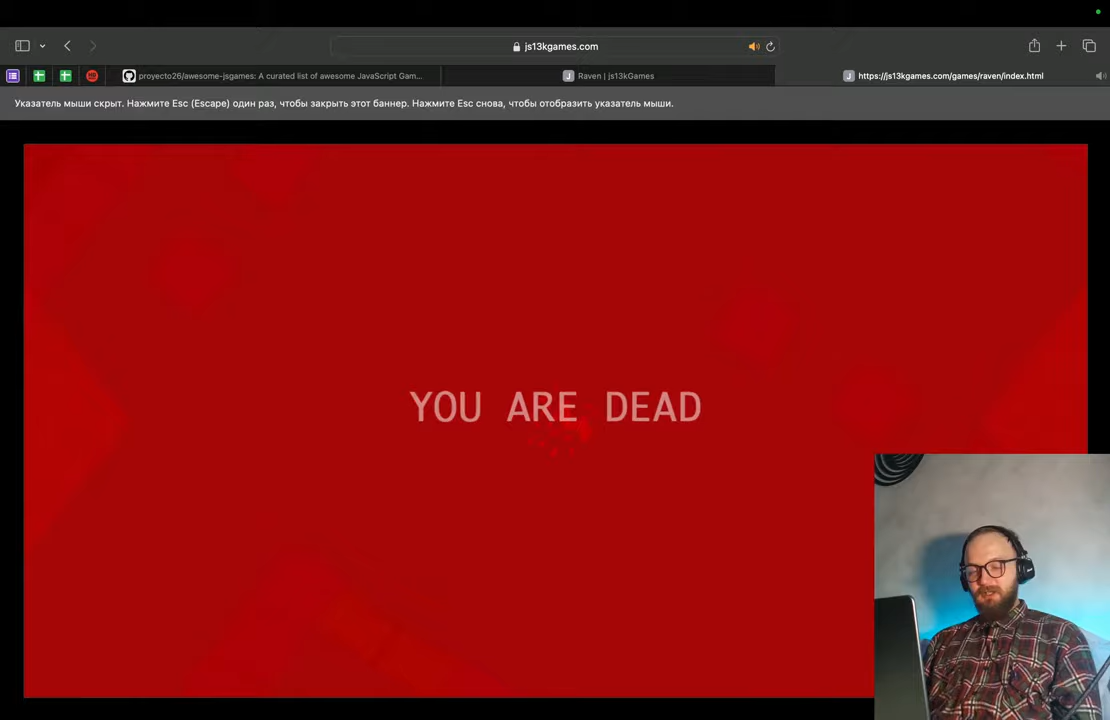 js13kgames.com
proyecto26/awesome-jsgames: A curated list of awesome JavaScript Gam...
Raven | js13kGames
https://js13kgames.com/games/raven/index.html
Указатель мыши скрыт. Нажмите Esc (Escape) один раз, чтобы закрыть этот баннер. Нажмите Esc снова, чтобы отобразить указатель мыши.
YOU ARE DEAD